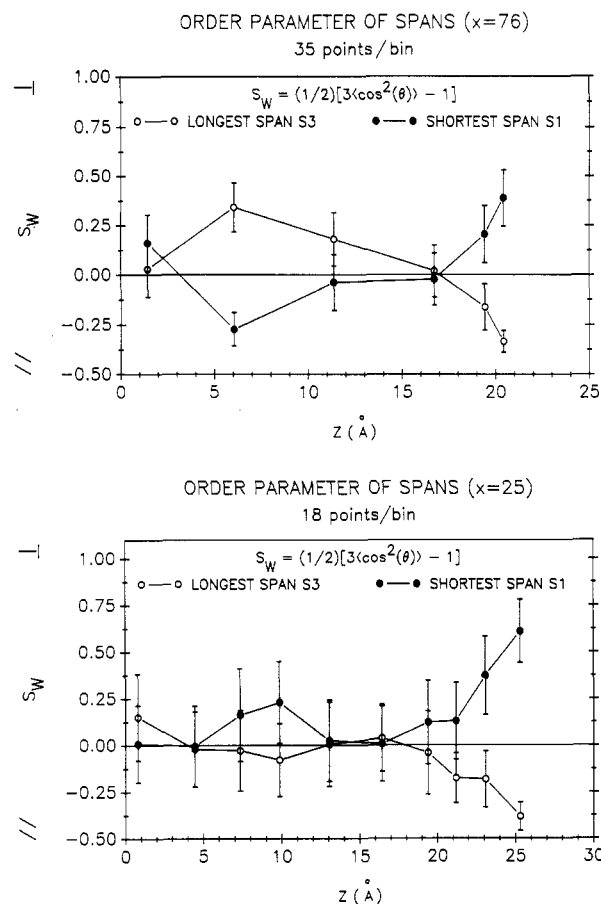 ORDER PARAMETER OF SPANS (x=76)
35 points/bin
⊥
1.00
S_W = (1/2)[3⟨cos²(θ)⟩ − 1]
○—○ LONGEST SPAN S3 ●—● SHORTEST SPAN S1
0.75
0.50
0.25
S_W
0.00
-0.25
//
-0.50
0 5 10 15 20 25
Z (Å)
ORDER PARAMETER OF SPANS (x=25)
18 points/bin
⊥
1.00
S_W = (1/2)[3⟨cos²(θ)⟩ − 1]
○—○ LONGEST SPAN S3 ●—● SHORTEST SPAN S1
0.75
0.50
0.25
S_W
0.00
-0.25
//
-0.50
0 5 10 15 20 25 30
Z (Å)